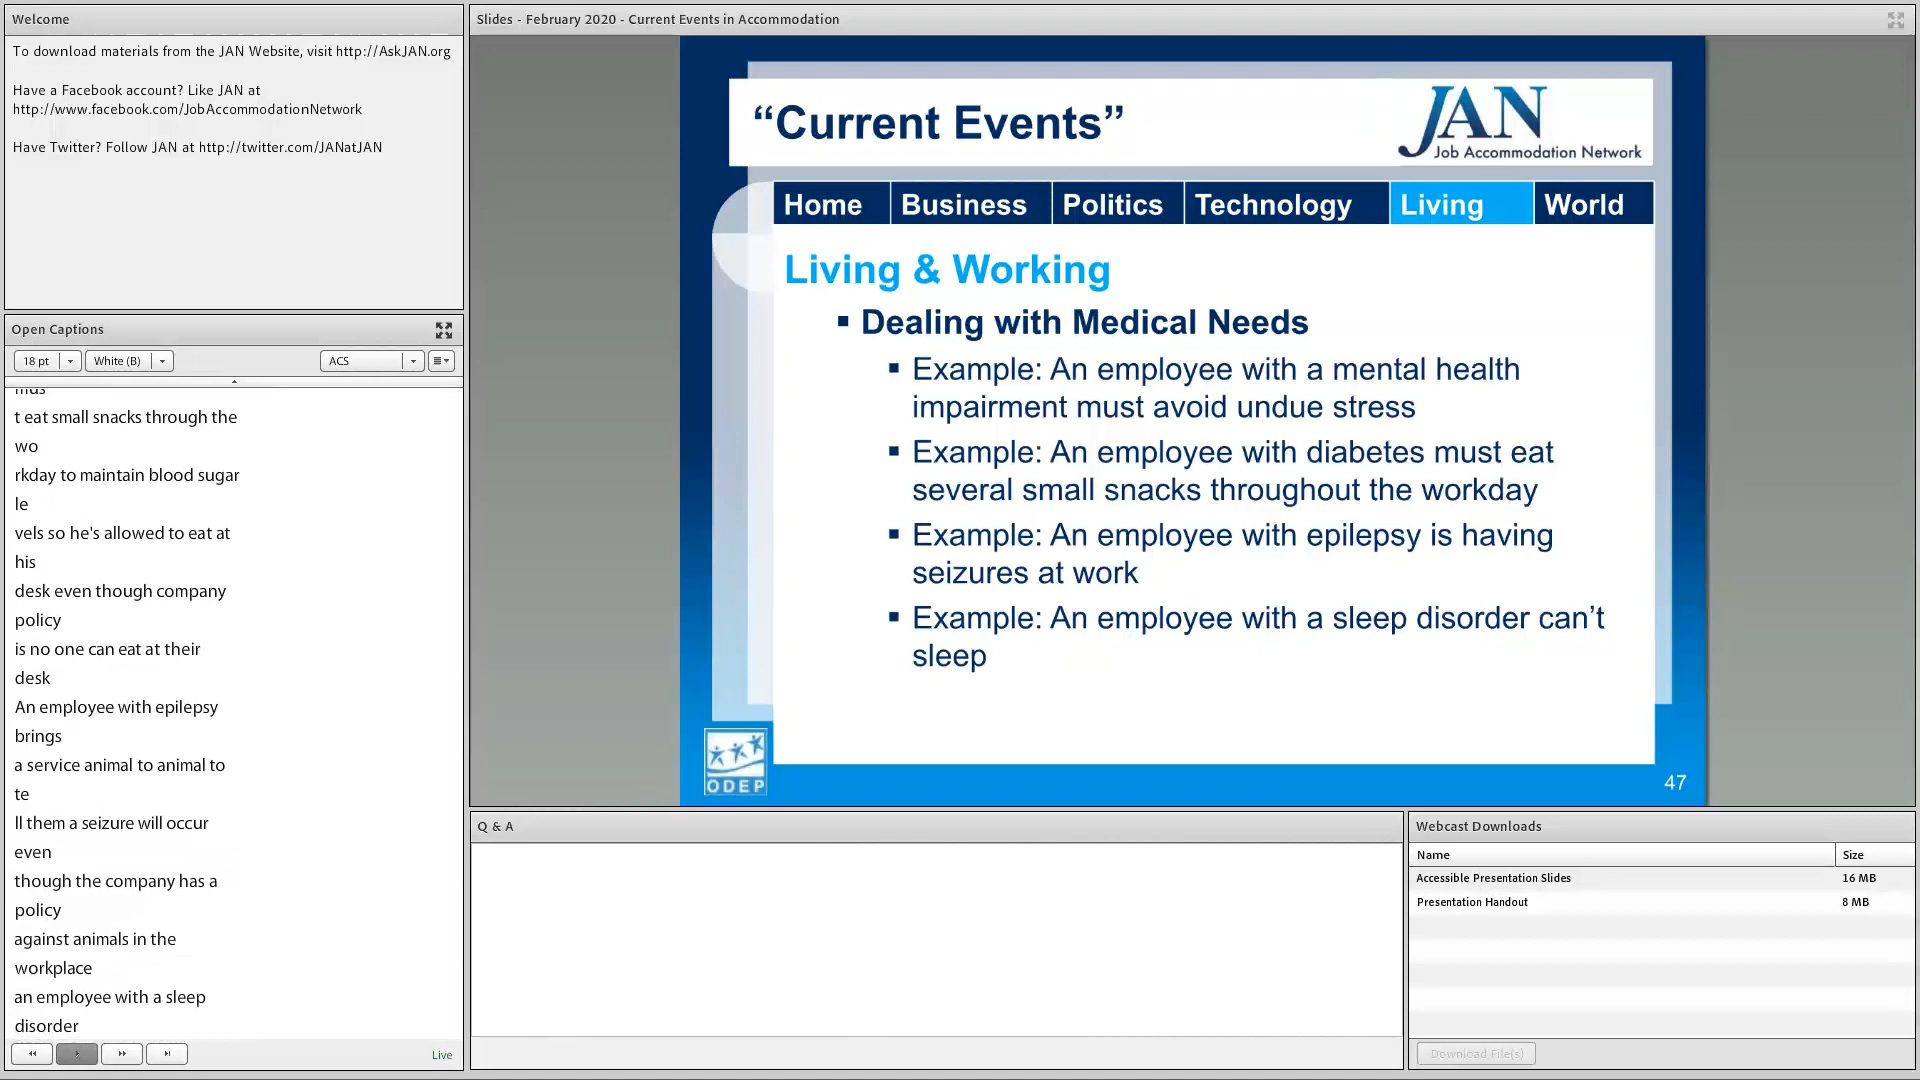 Welcome
To download materials from the JAN Website, visit http://AskJAN.org
Have a Facebook account? Like JAN at
http://www.facebook.com/JobAccommodationNetwork
Have Twitter? Follow JAN at http://twitter.com/JANatJAN
Open Captions
18 pt
White (B)
ACS
mus
t eat small snacks through the
wo
rkday to maintain blood sugar
le
vels so he's allowed to eat at
his
desk even though company
policy
is no one can eat at their
desk
An employee with epilepsy
brings
a service animal to animal to
te
ll them a seizure will occur
even
though the company has a
policy
against animals in the
workplace
an employee with a sleep
disorder
Live
Slides - February 2020 - Current Events in Accommodation
“Current Events”
JAN
Job Accommodation Network
Home Business Politics Technology Living World
Living & Working
▪ Dealing with Medical Needs
▪ Example: An employee with a mental health
impairment must avoid undue stress
▪ Example: An employee with diabetes must eat
several small snacks throughout the workday
▪ Example: An employee with epilepsy is having
seizures at work
▪ Example: An employee with a sleep disorder can’t
sleep
ODEP
47
Q & A
Webcast Downloads
Name Size
Accessible Presentation Slides 16 MB
Presentation Handout 8 MB
Download File(s)